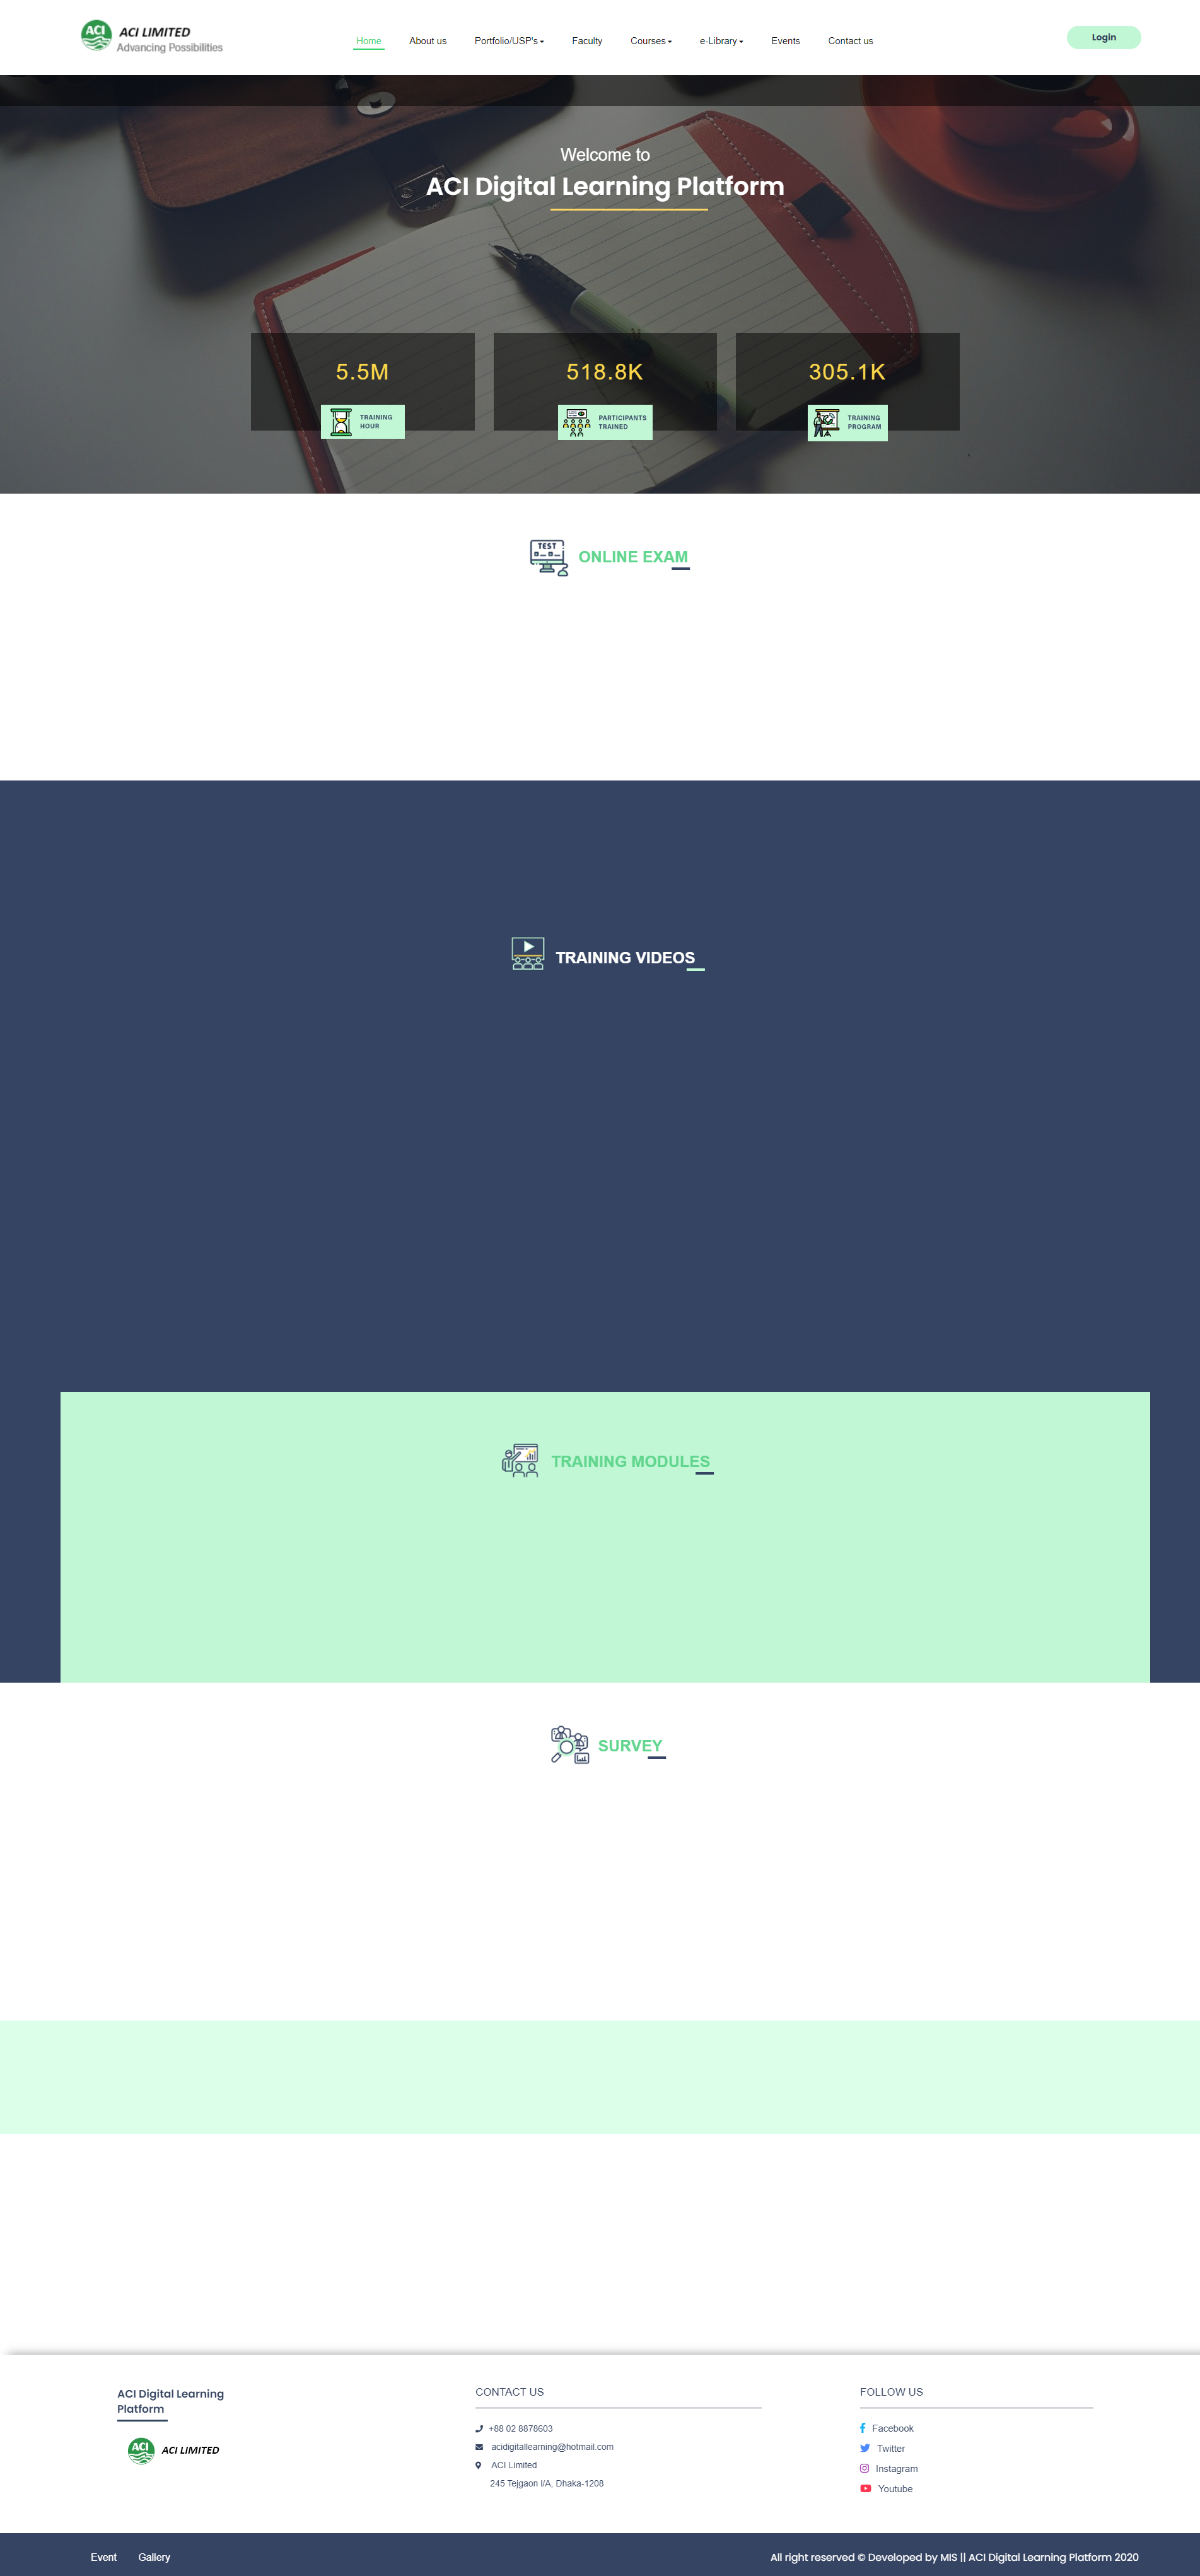 ACI
ACI LIMITED
Advancing Possibilities
Home
About us
Portfolio/USP's
Faculty
Courses
e-Library
Events
Contact us
Login
Welcome to
ACI Digital Learning Platform
5.5M
518.8K
305.1K
TRAINING
HOUR
PARTICIPANTS
TRAINED
TRAINING
PROGRAM
TEST
ONLINE EXAM
TRAINING VIDEOS
TRAINING MODULES
SURVEY
ACI Digital Learning
Platform
ACI
ACI LIMITED
CONTACT US
+88 02 8878603
acidigitallearning@hotmail.com
ACI Limited
245 Tejgaon I/A, Dhaka-1208
FOLLOW US
Facebook
Twitter
Instagram
Youtube
Event
Gallery
All right reserved © Developed by MIS || ACI Digital Learning Platform 2020